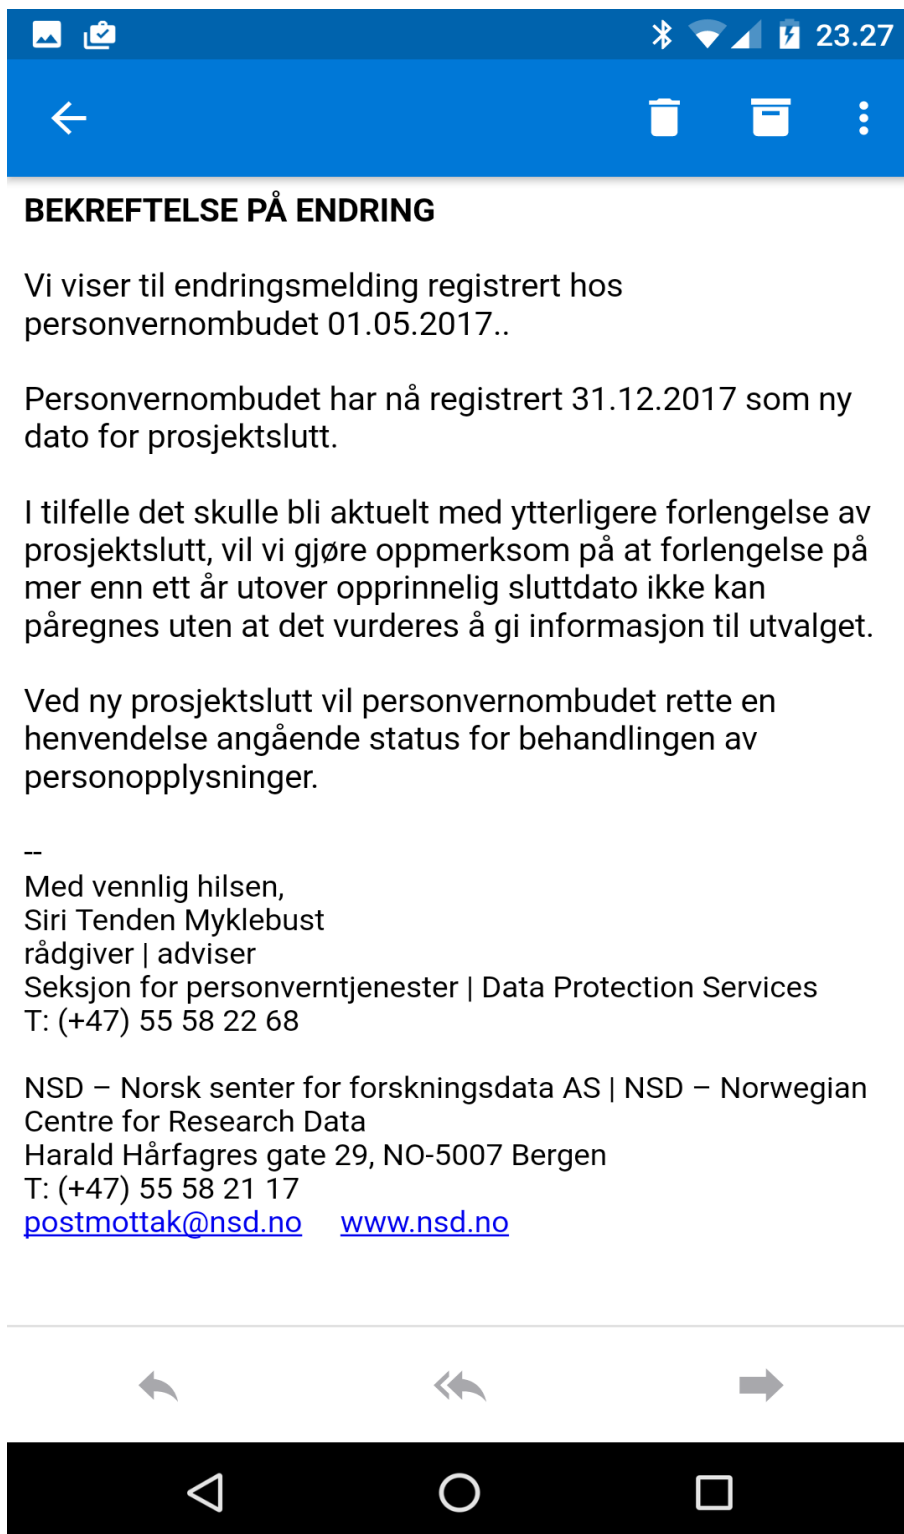 23.27
BEKREFTELSE PÅ ENDRING
Vi viser til endringsmelding registrert hos
personvernombudet 01.05.2017..
Personvernombudet har nå registrert 31.12.2017 som ny
dato for prosjektslutt.
I tilfelle det skulle bli aktuelt med ytterligere forlengelse av
prosjektslutt, vil vi gjøre oppmerksom på at forlengelse på
mer enn ett år utover opprinnelig sluttdato ikke kan
påregnes uten at det vurderes å gi informasjon til utvalget.
Ved ny prosjektslutt vil personvernombudet rette en
henvendelse angående status for behandlingen av
personopplysninger.
--
Med vennlig hilsen,
Siri Tenden Myklebust
rådgiver | adviser
Seksjon for personverntjenester | Data Protection Services
T: (+47) 55 58 22 68
NSD – Norsk senter for forskningsdata AS | NSD – Norwegian
Centre for Research Data
Harald Hårfagres gate 29, NO-5007 Bergen
T: (+47) 55 58 21 17
postmottak@nsd.no www.nsd.no